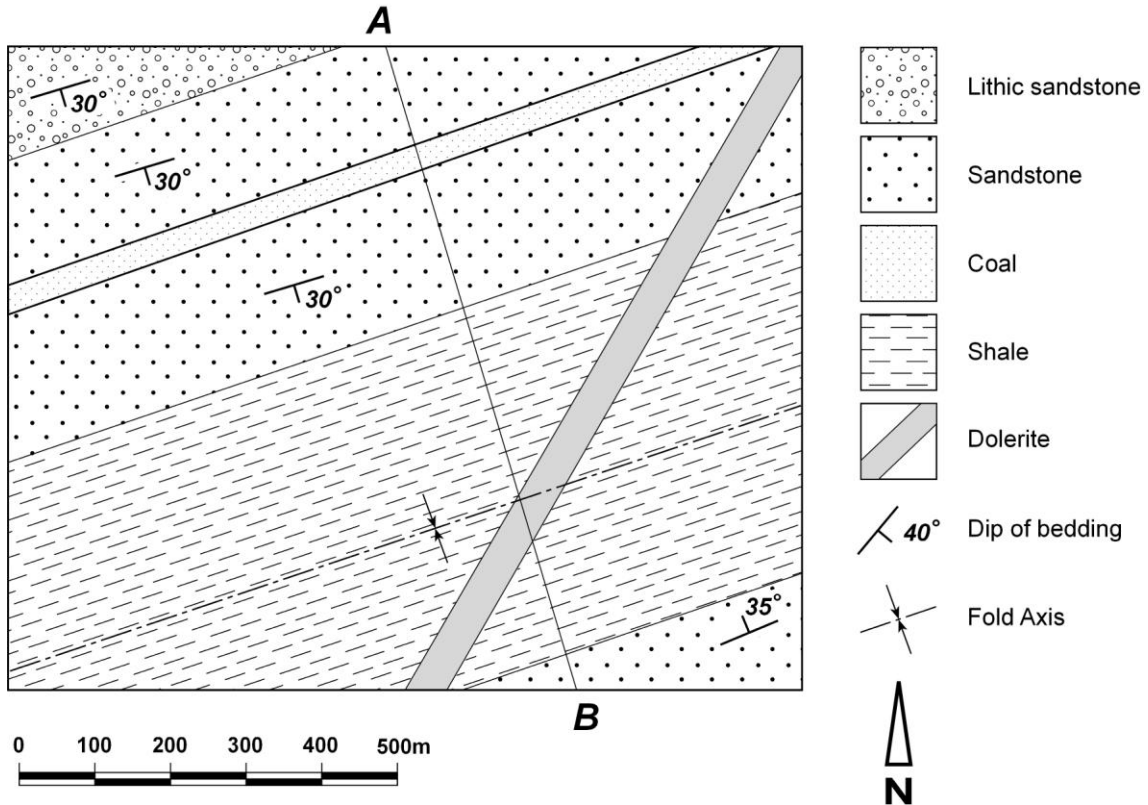 A
30°
30°
30°
35°
B
0 100 200 300 400 500m
Lithic sandstone
Sandstone
Coal
Shale
Dolerite
40° Dip of bedding
Fold Axis
N